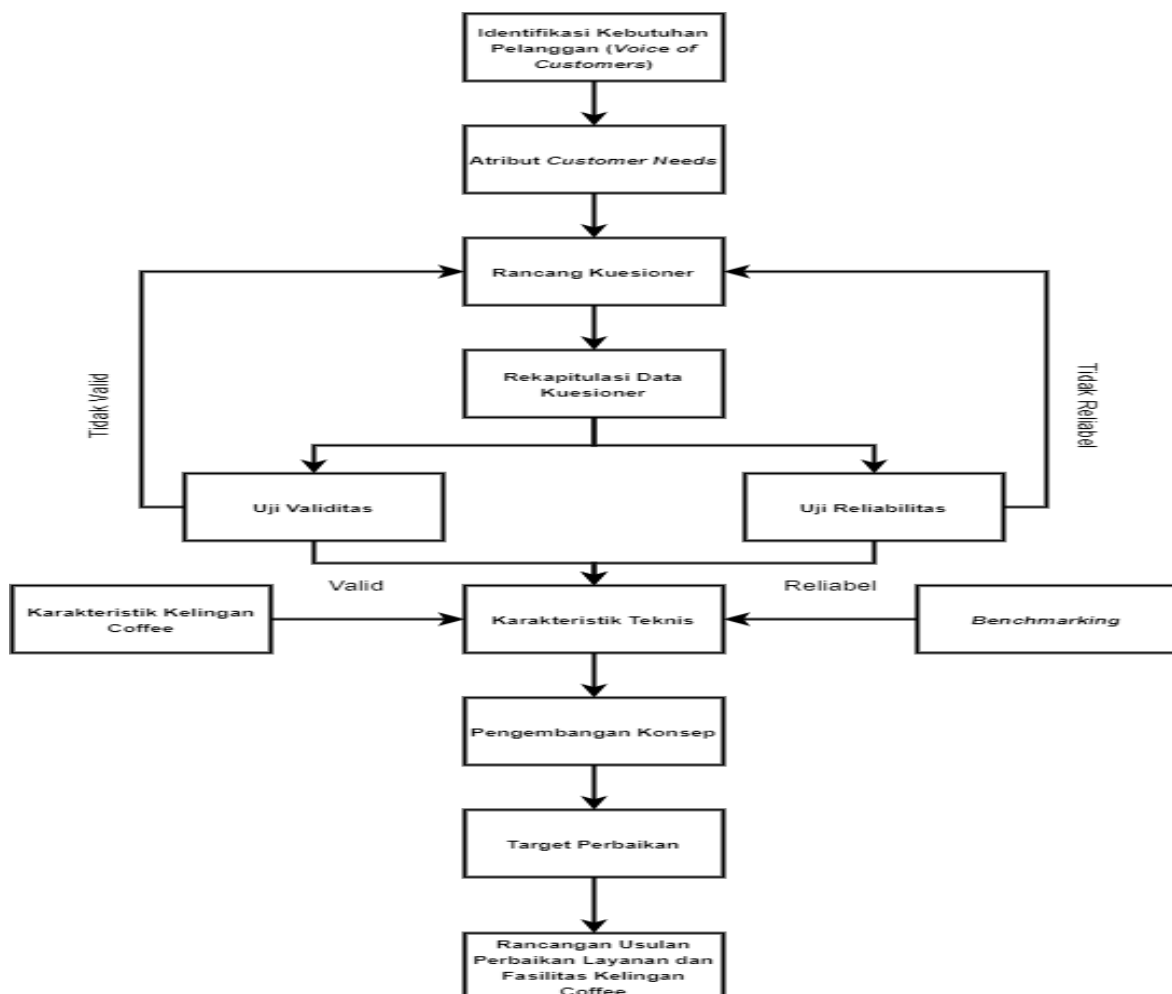 Identifikasi Kebutuhan
Pelanggan (Voice of
Customers)
Atribut Customer Needs
Rancang Kuesioner
Rekapitulasi Data
Kuesioner
Tidak Valid
Tidak Reliabel
Uji Validitas
Uji Reliabilitas
Valid
Reliabel
Karakteristik Kelingan
Coffee
Karakteristik Teknis
Benchmarking
Pengembangan Konsep
Target Perbaikan
Rancangan Usulan
Perbaikan Layanan dan
Fasilitas Kelingan
Coffee